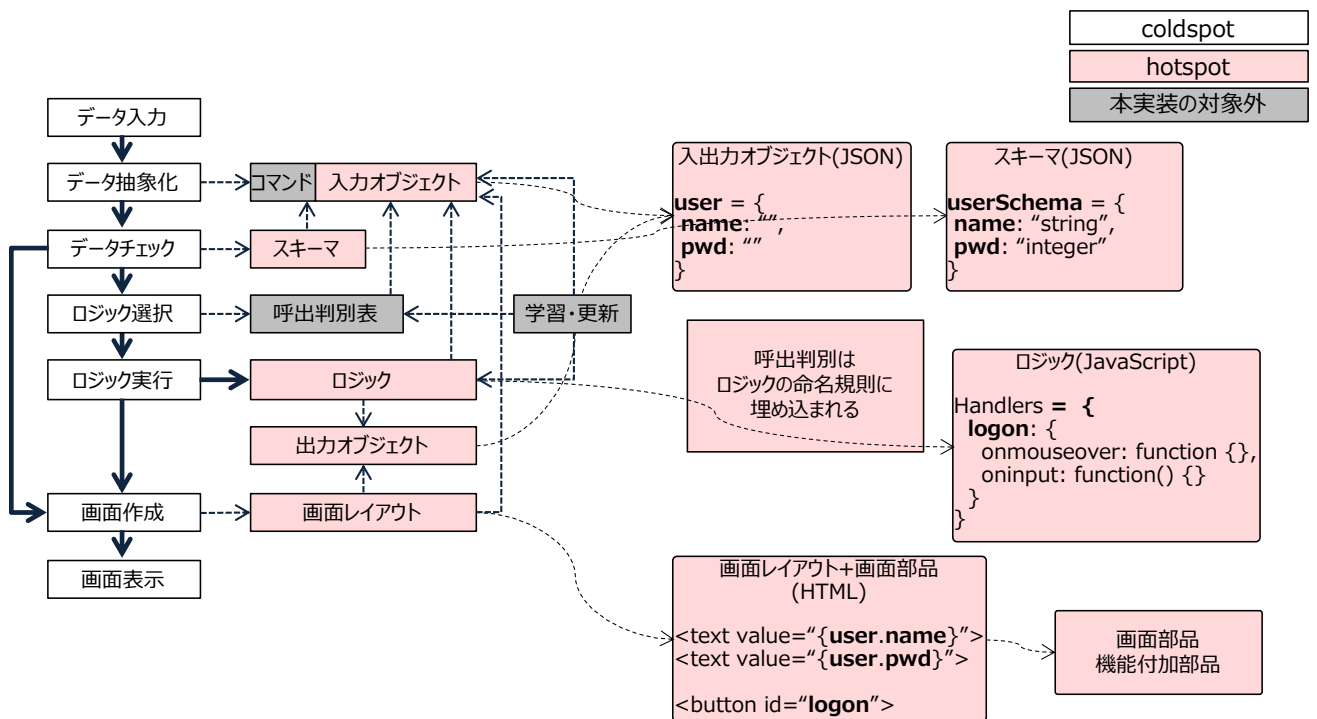 coldspot
hotspot
本実装の対象外
データ入力
データ抽象化
データチェック
ロジック選択
ロジック実行
画面作成
画面表示
コマンド
入力オブジェクト
スキーマ
呼出判別表
学習・更新
ロジック
出力オブジェクト
画面レイアウト
入出力オブジェクト(JSON)
user = {
name: “”,
pwd: “”
}
スキーマ(JSON)
userSchema = {
name: “string”,
pwd: “integer”
}
呼出判別は
ロジックの命名規則に
埋め込まれる
ロジック(JavaScript)
Handlers = {
logon: {
onmouseover: function {},
oninput: function() {}
}
}
画面レイアウト+画面部品
(HTML)
<text value=“{user.name}”>
<text value=“{user.pwd}”>
<button id=“logon”>
画面部品
機能付加部品